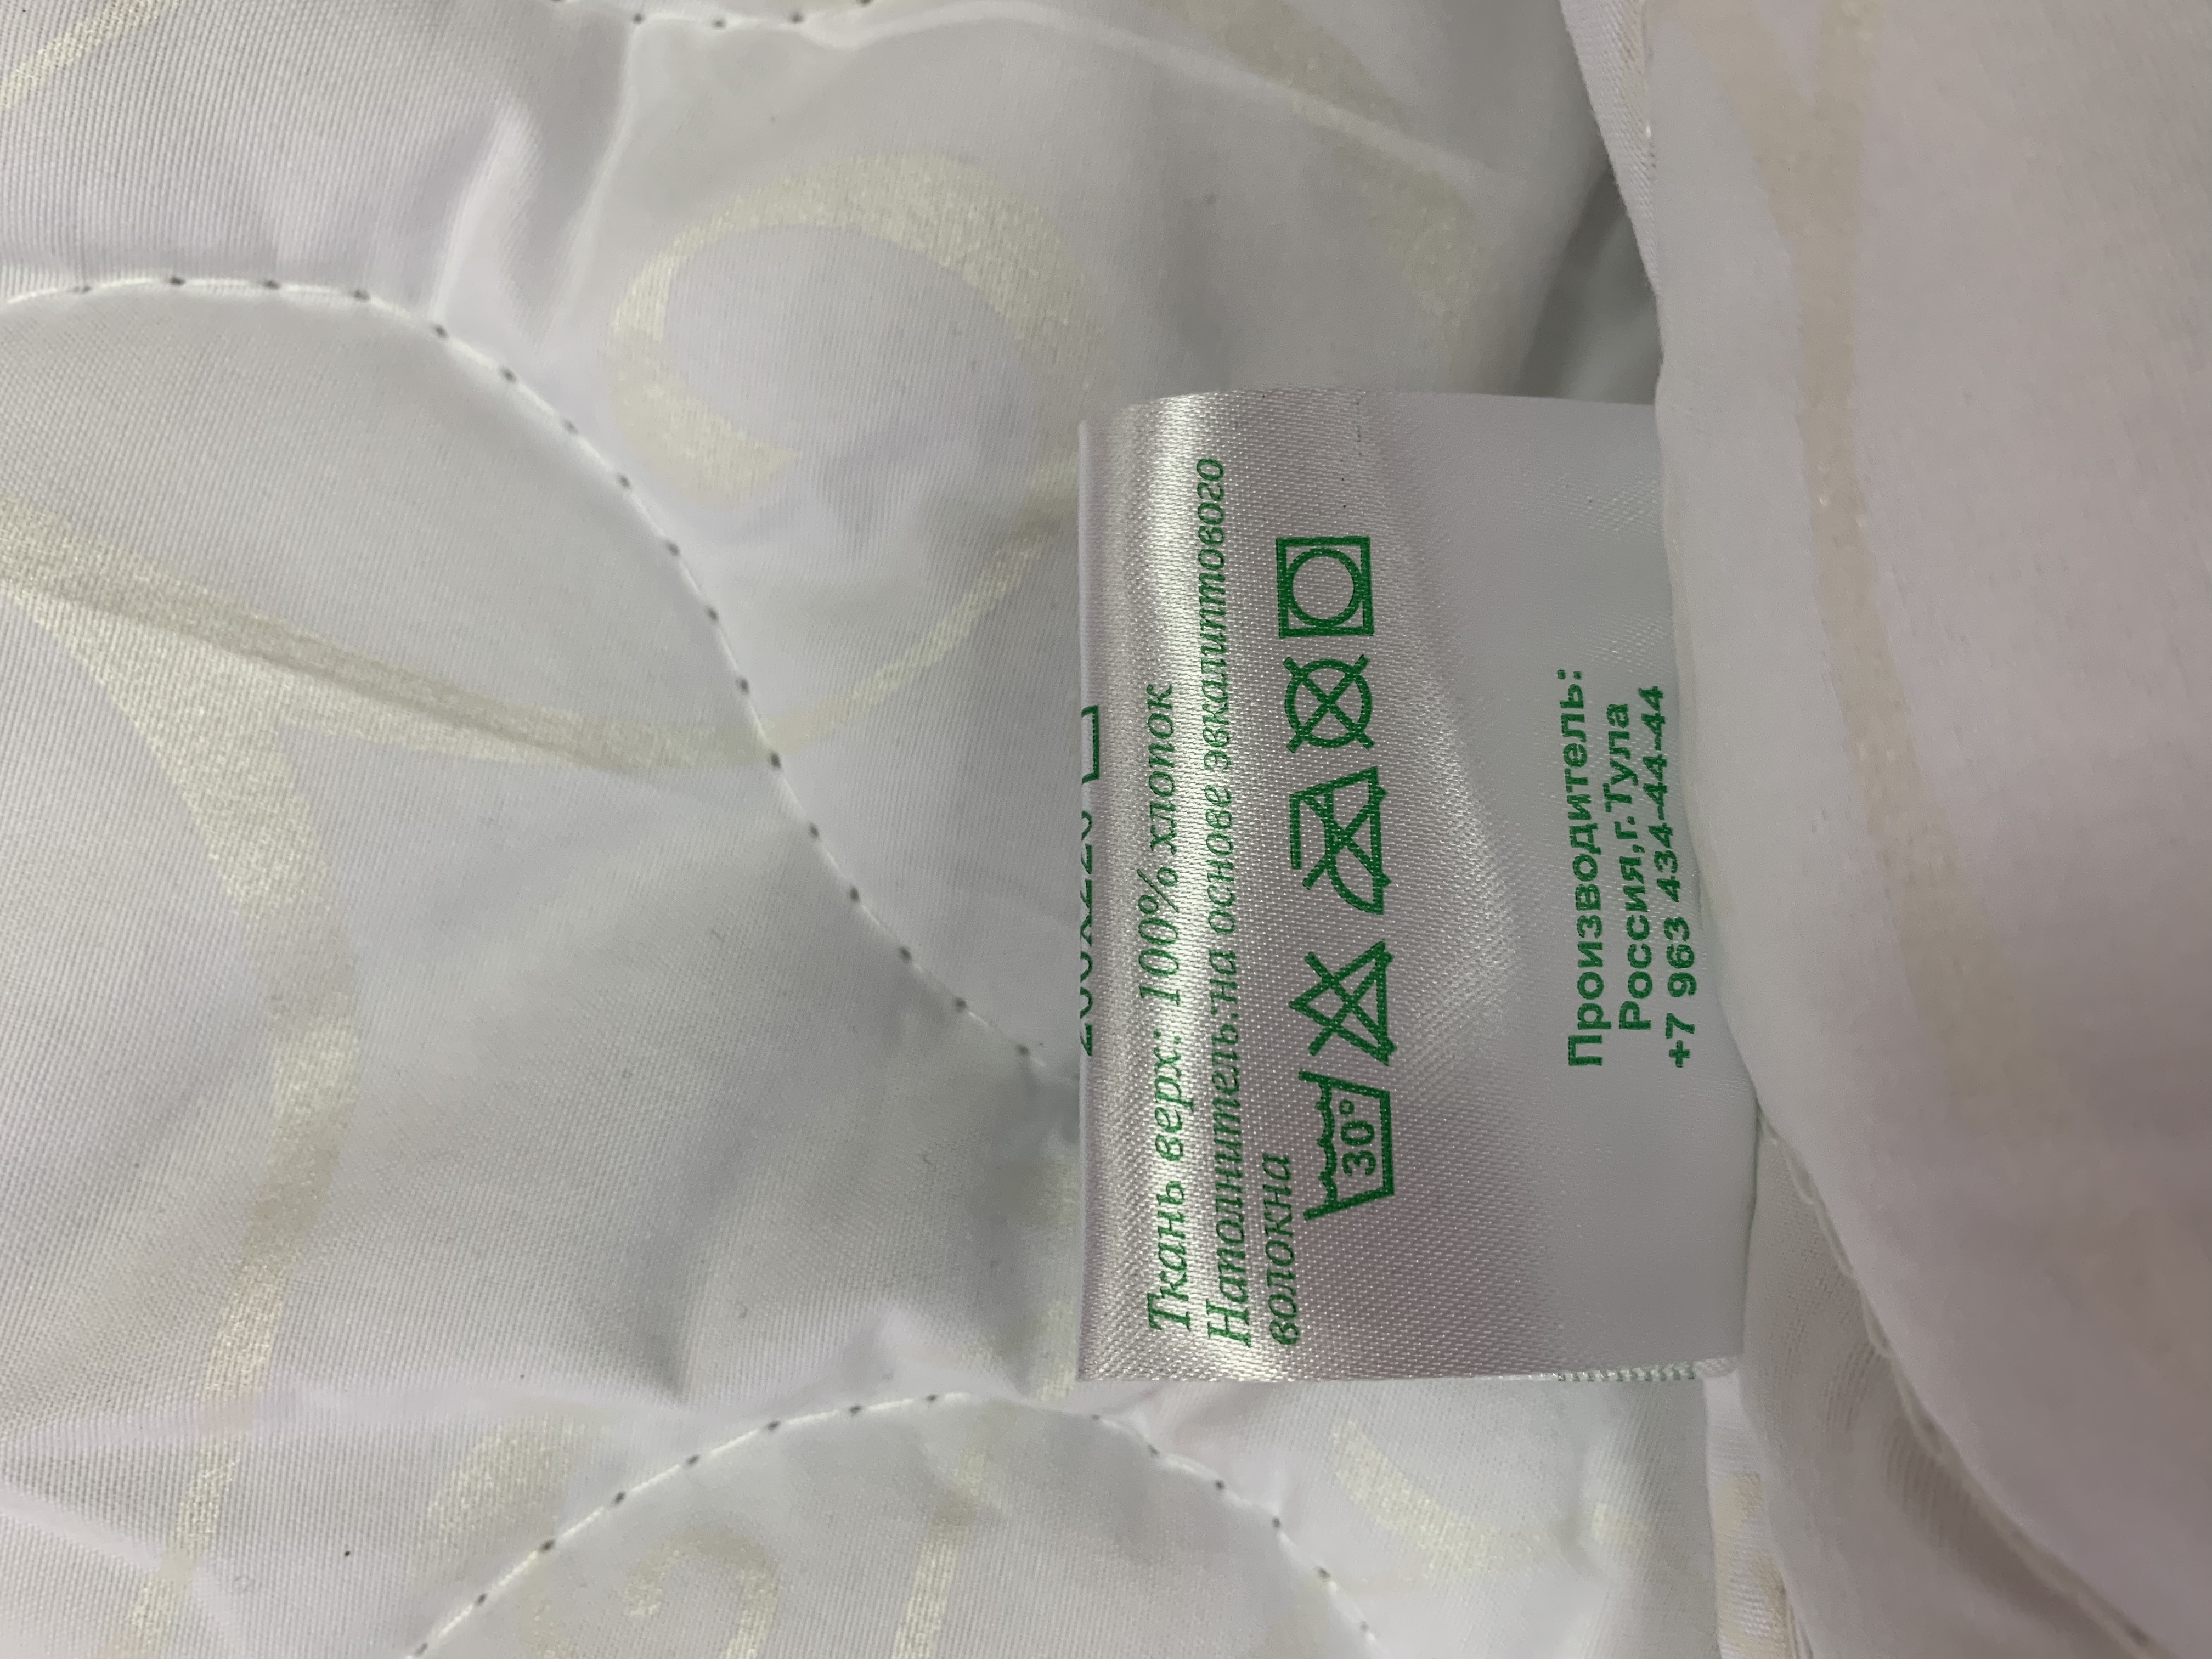 Ткань верх: 100% хлопок
Наполнитель:на основе эвкалиптового
волокна
30°
Производитель:
Россия,г.Тула
+7 963 434-44-44